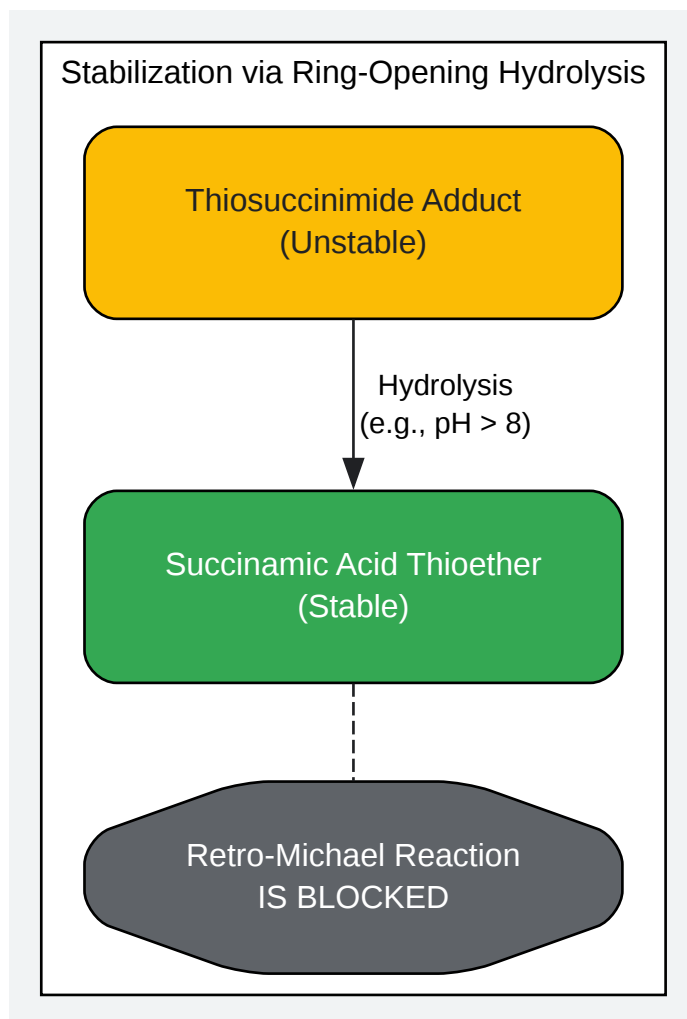 Stabilization via Ring-Opening Hydrolysis
Thiosuccinimide Adduct
(Unstable)
Hydrolysis
(e.g., pH > 8)
Succinamic Acid Thioether
(Stable)
Retro-Michael Reaction
IS BLOCKED